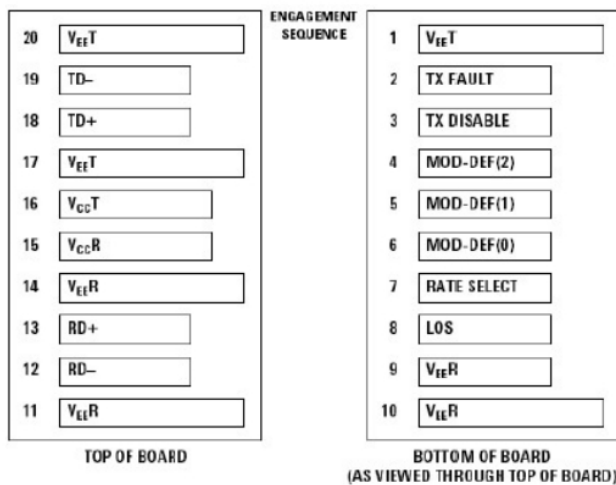 ENGAGEMENT
SEQUENCE
20 VEET
19 TD–
18 TD+
17 VEET
16 VCCT
15 VCCR
14 VEER
13 RD+
12 RD–
11 VEER
TOP OF BOARD
1 VEET
2 TX FAULT
3 TX DISABLE
4 MOD-DEF(2)
5 MOD-DEF(1)
6 MOD-DEF(0)
7 RATE SELECT
8 LOS
9 VEER
10 VEER
BOTTOM OF BOARD
(AS VIEWED THROUGH TOP OF BOARD)